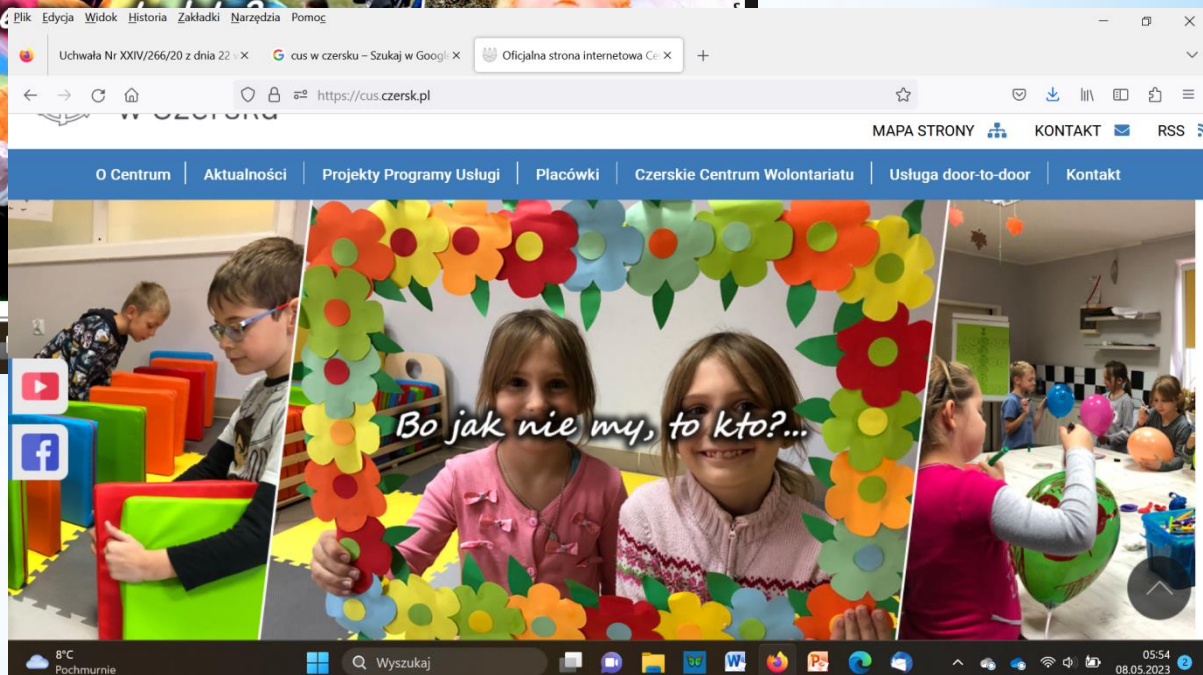 Plik Edycja Widok Historia Zakładki Narzędzia Pomoc
Uchwała Nr XXIV/266/20 z dnia 22
cus w czersku – Szukaj w Googl
Oficjalna strona internetowa Ce
https://cus.czersk.pl
w Czersku
MAPA STRONY KONTAKT RSS
O Centrum Aktualności Projekty Programy Usługi Placówki Czerskie Centrum Wolontariatu Usługa door-to-door Kontakt
Bo jak nie my, to kto?...
8°C
Pochmurnie
Wyszukaj
05:54
08.05.2023
2